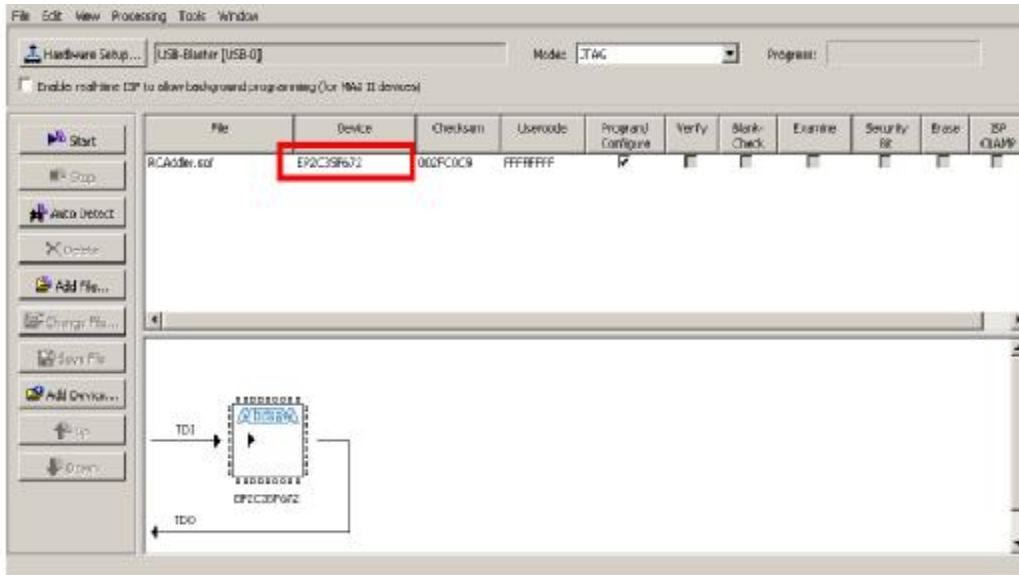 File Edit View Processing Tools Window
Hardware Setup... USB-Blaster [USB-0] Mode: JTAG Progress:
Enable real-time ISP to allow background programming (for MAX II devices)
File Device Checksum Usercode Program/ Configure Verify Blank- Check Examine Security Bit Erase ISP CLAMP
RCAdder.sof EP2C35F672 002FC0C9 FFFFFFFF
Start
Stop
Auto Detect
Delete
Add File...
Change File...
Save File
Add Device...
Up
Down
TDI
EP2C35F672
TDO